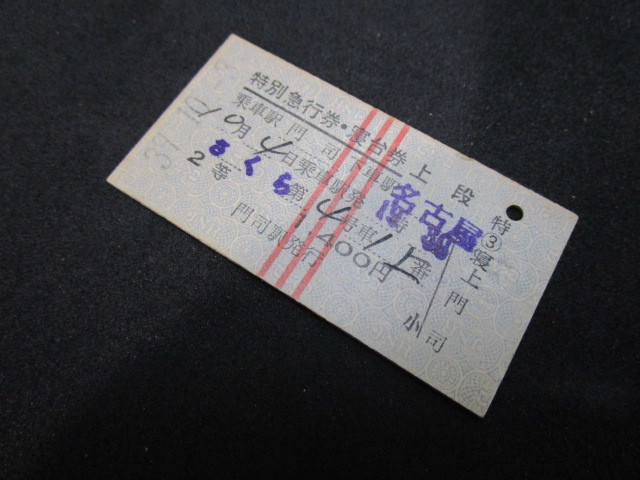 特別急行券・寝台券 上段
乗車駅 門司 下車駅 名古屋
10月4日 乗車駅発 時
さくら 第4号車 1上番
2等 1,400円
門司駅発行
特③寝上門司
小